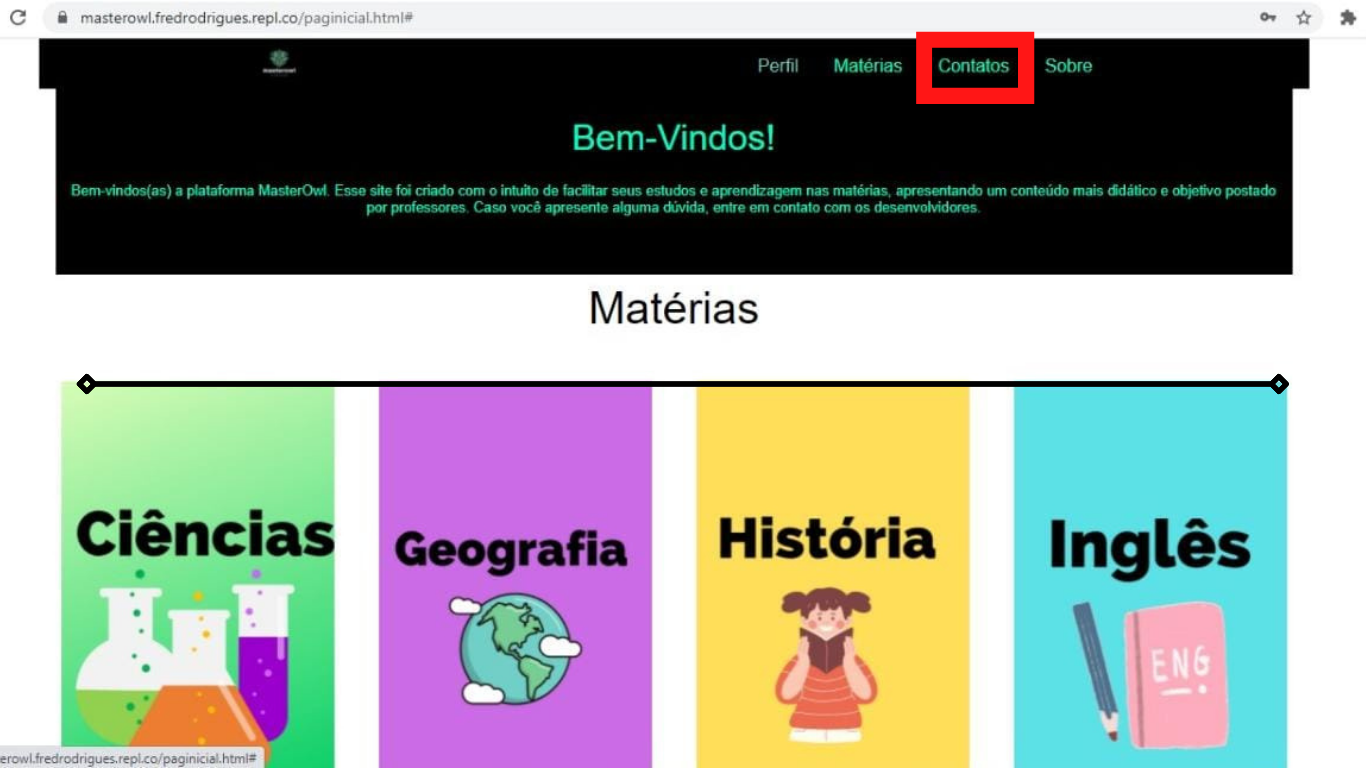 masterowl.fredrodrigues.repl.co/paginicial.html#
masterowl
Perfil Matérias Contatos Sobre
Bem-Vindos!
Bem-vindos(as) a plataforma MasterOwl. Esse site foi criado com o intuito de facilitar seus estudos e aprendizagem nas matérias, apresentando um conteúdo mais didático e objetivo postado
por professores. Caso você apresente alguma dúvida, entre em contato com os desenvolvedores.
Matérias
Ciências
Geografia
História
Inglês
ENG
erowl.fredrodrigues.repl.co/paginicial.html#